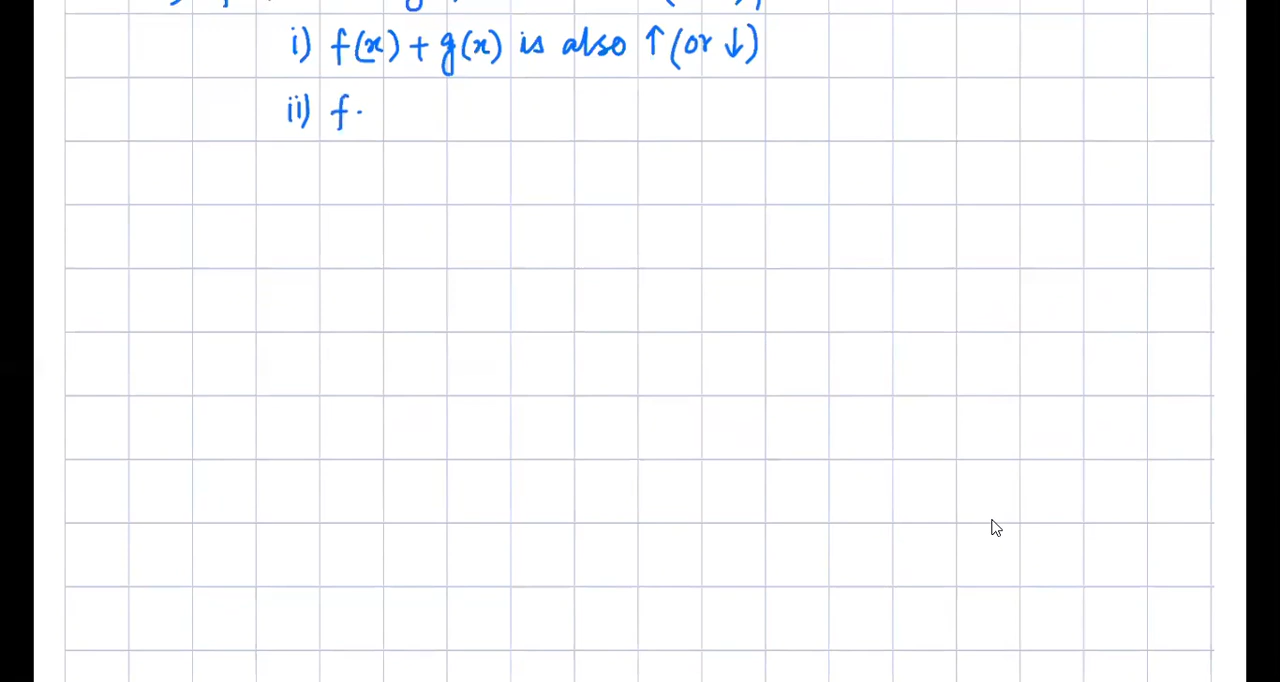 i) f(x) + g(x) is also ↑ (or ↓)
ii) f ·